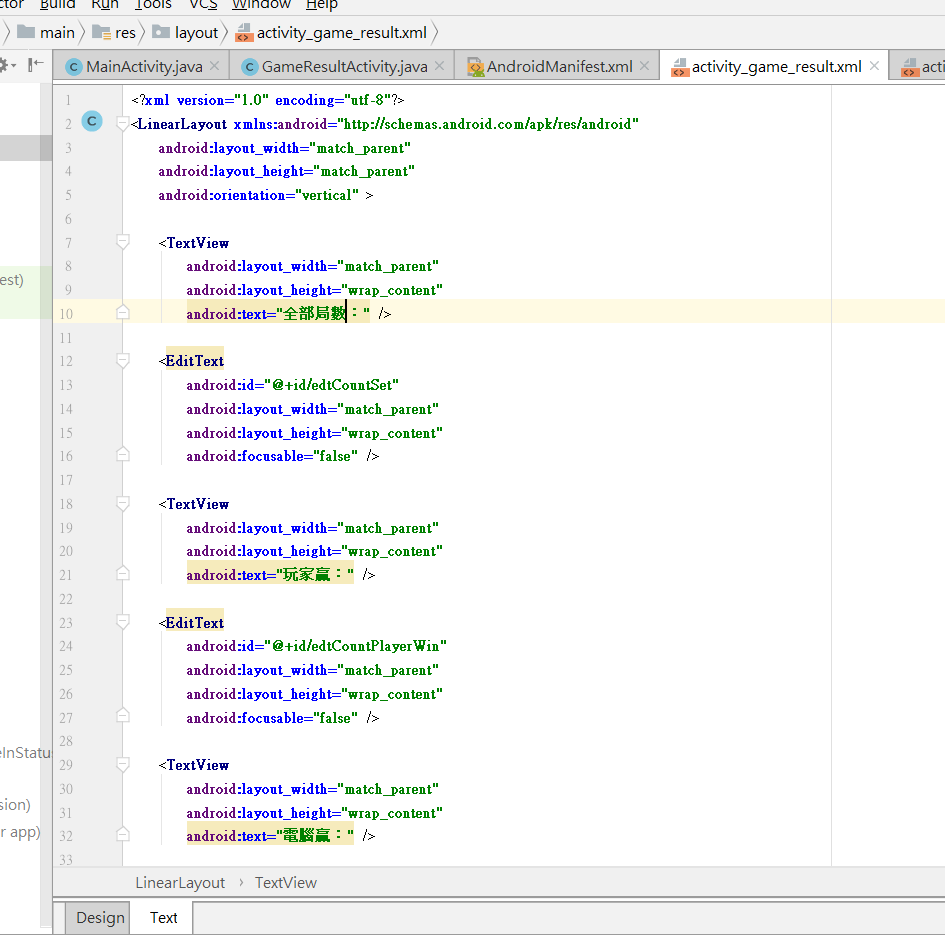 ctor Build Run Tools VCS Window Help
main res layout activity_game_result.xml
MainActivity.java GameResultActivity.java AndroidManifest.xml activity_game_result.xml acti
1 <?xml version="1.0" encoding="utf-8"?>
2 C <LinearLayout xmlns:android="http://schemas.android.com/apk/res/android"
3 android:layout_width="match_parent"
4 android:layout_height="match_parent"
5 android:orientation="vertical" >
6
7 <TextView
8 android:layout_width="match_parent"
est)
9 android:layout_height="wrap_content"
10 android:text="全部局數：" />
11
12 <EditText
13 android:id="@+id/edtCountSet"
14 android:layout_width="match_parent"
15 android:layout_height="wrap_content"
16 android:focusable="false" />
17
18 <TextView
19 android:layout_width="match_parent"
20 android:layout_height="wrap_content"
21 android:text="玩家贏：" />
22
23 <EditText
24 android:id="@+id/edtCountPlayerWin"
25 android:layout_width="match_parent"
26 android:layout_height="wrap_content"
27 android:focusable="false" />
28
eInStatu
29 <TextView
30 android:layout_width="match_parent"
sion)
31 android:layout_height="wrap_content"
r app)
32 android:text="電腦贏：" />
33
LinearLayout › TextView
Design Text